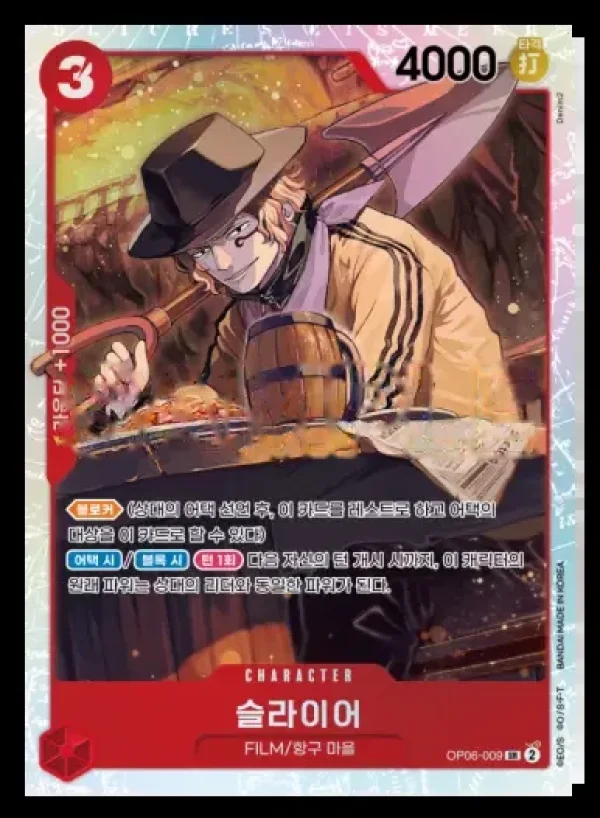 3
4000
타격
打
Denim2
카운터 +1000
블로커 (상대의 어택 선언 후, 이 카드를 레스트로 하고 어택의
대상을 이 카드로 할 수 있다)
어택 시 / 블록 시 턴 1회 다음 자신의 턴 개시 시까지, 이 캐릭터의
원래 파워는 상대의 리더와 동일한 파워가 된다.
BANDAI MADE IN KOREA
©EO/S ©O/S·F·T
CHARACTER
슬라이어
FILM/항구 마을
OP06-009 SR 2